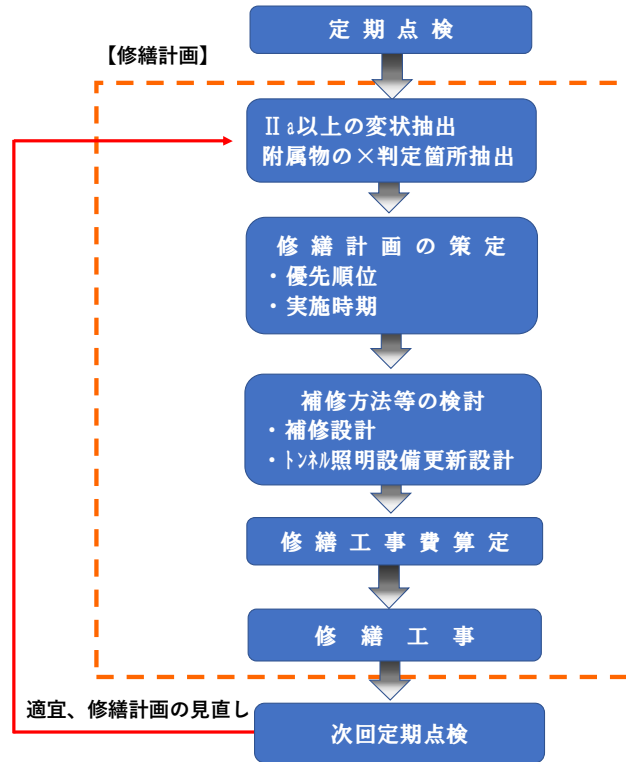 定期点検
【修繕計画】
Ⅱa以上の変状抽出
附属物の×判定箇所抽出
修繕計画の策定
・優先順位
・実施時期
補修方法等の検討
・補修設計
・ﾄﾝﾈﾙ照明設備更新設計
修繕工事費算定
修繕工事
適宜、修繕計画の見直し
次回定期点検